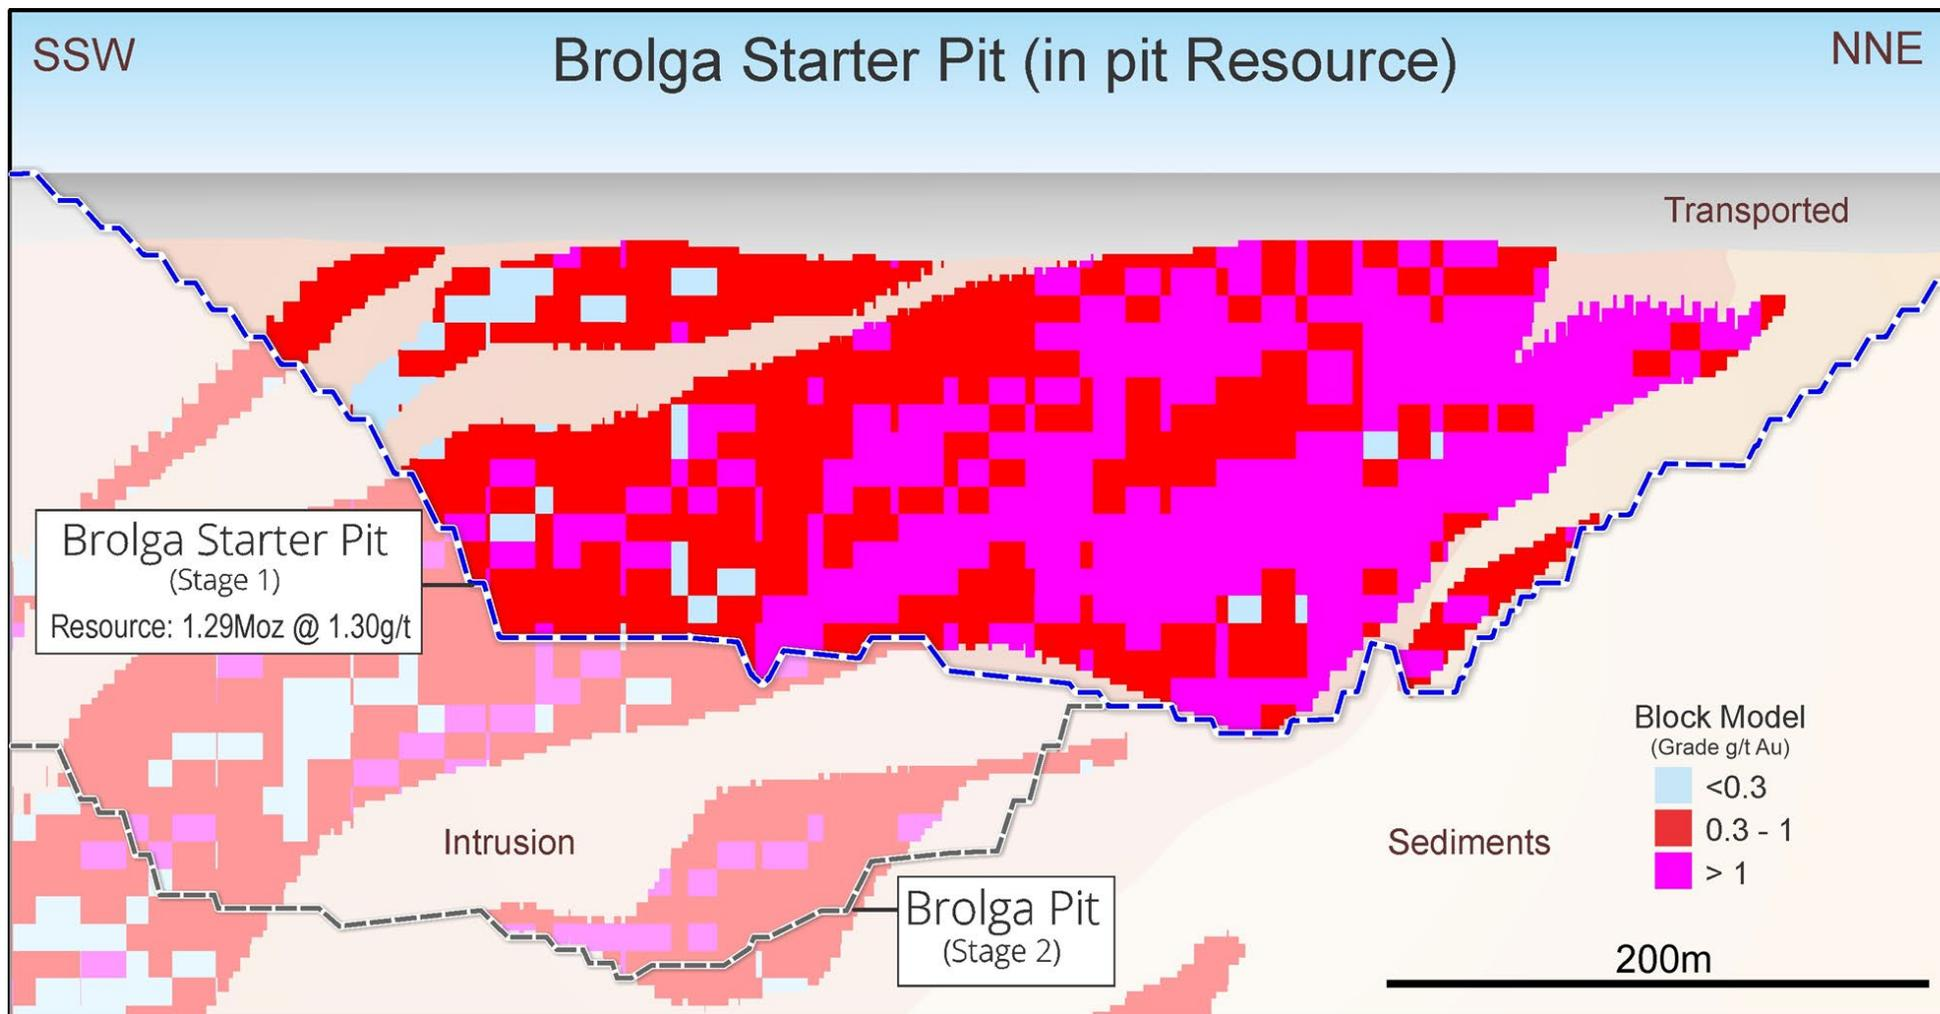 SSW
Brolga Starter Pit (in pit Resource)
NNE
Transported
Brolga Starter Pit
(Stage 1)
Resource: 1.29Moz @ 1.30g/t
Block Model
(Grade g/t Au)
<0.3
0.3 - 1
> 1
Intrusion
Sediments
Brolga Pit
(Stage 2)
200m